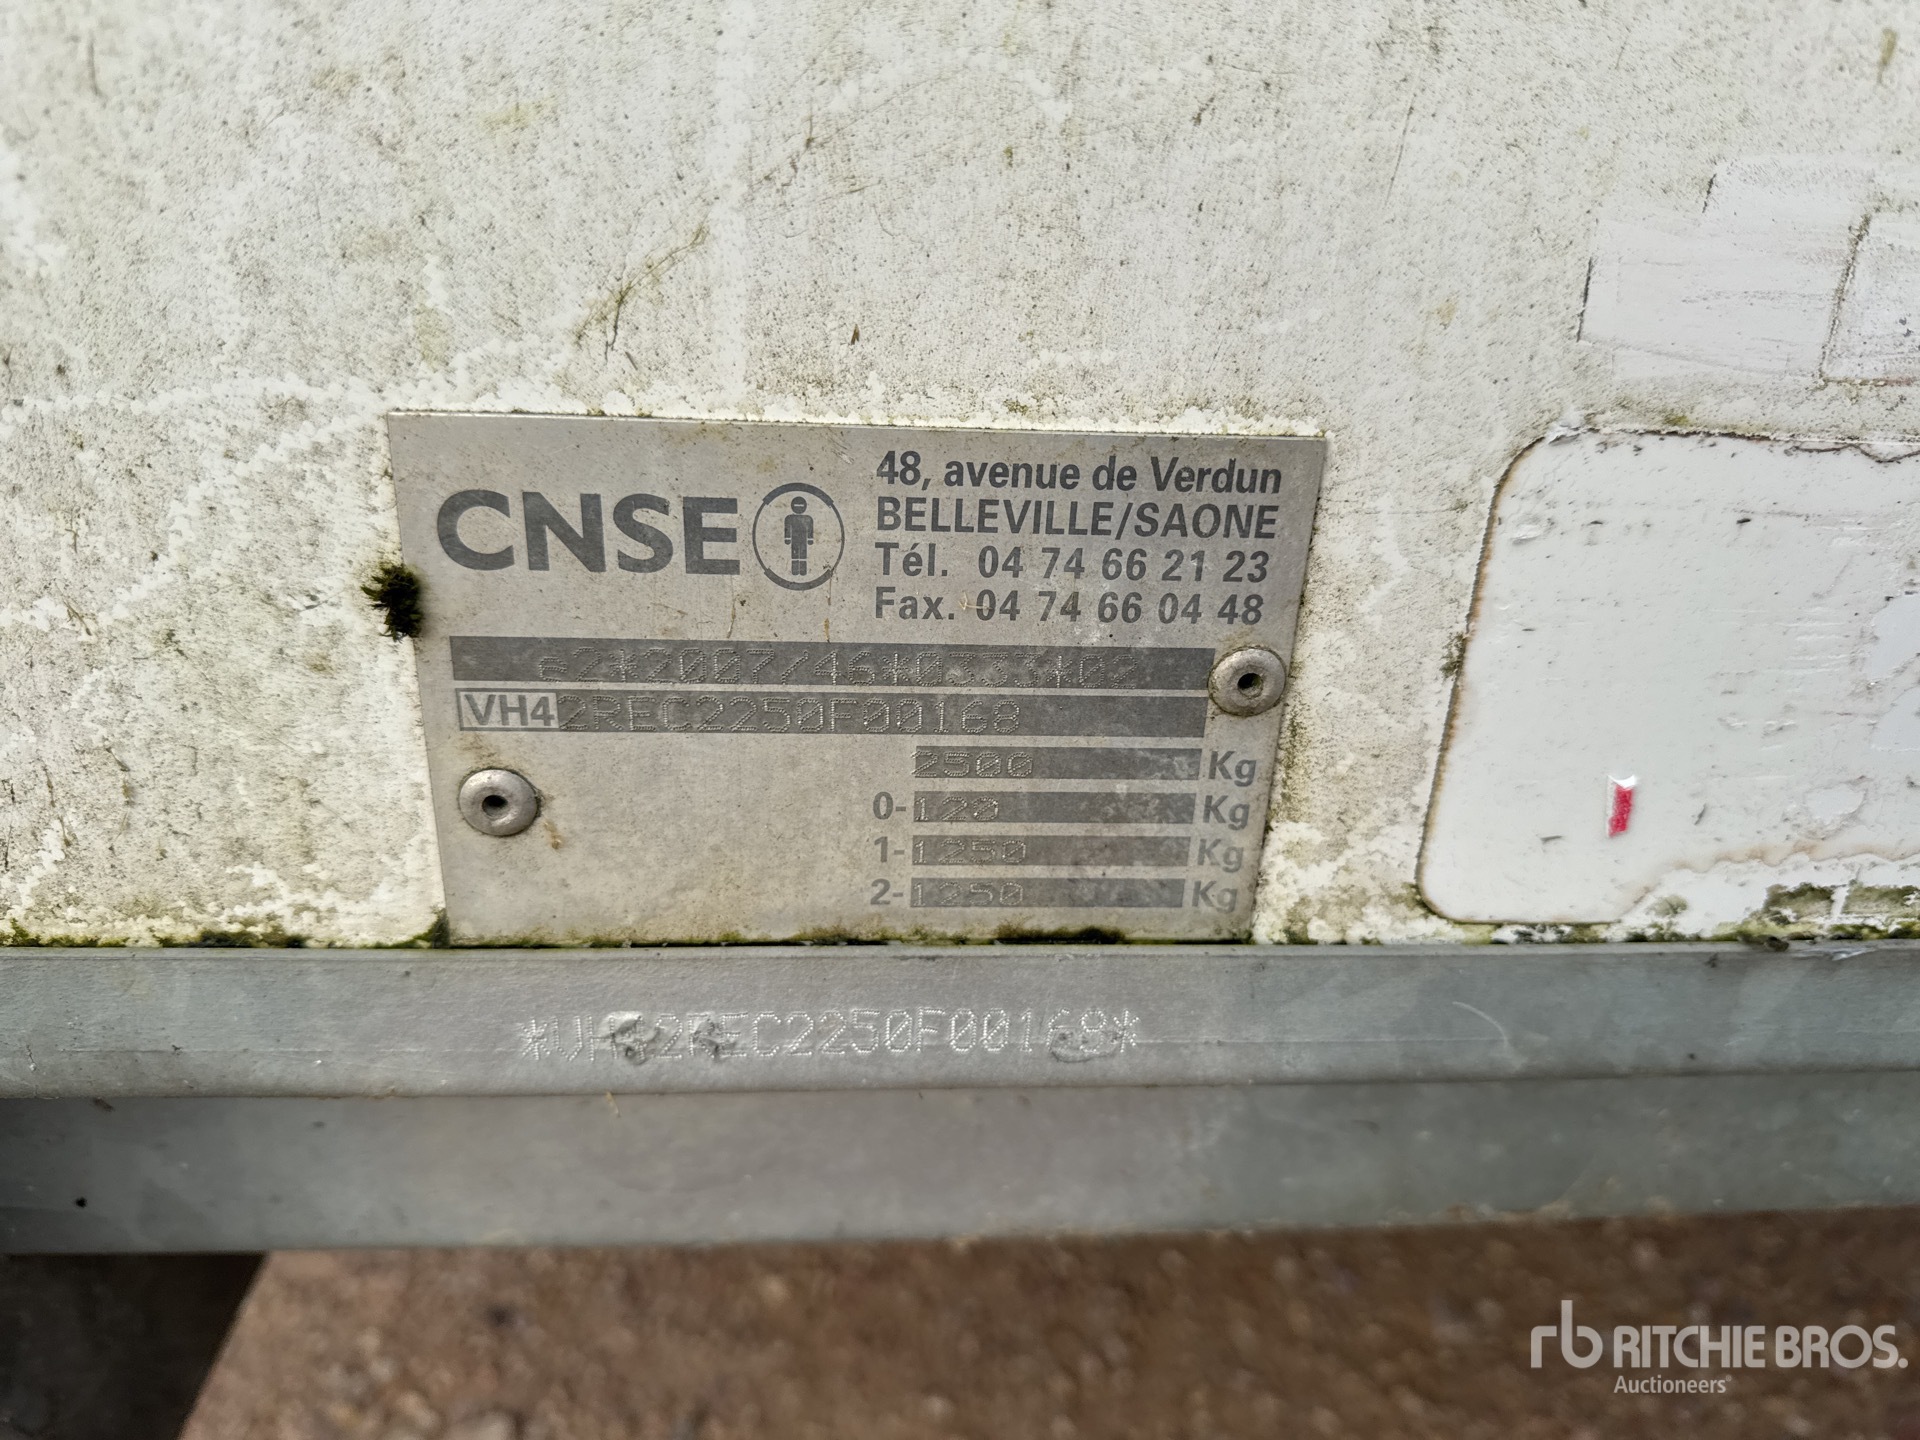 CNSE
48, avenue de Verdun
BELLEVILLE/SAONE
Tél. 04 74 66 21 23
Fax. 04 74 66 04 48
e2*2007/46*0333*02
VH42REC2250F00168
2500 Kg
0-120 Kg
1-1250 Kg
2-1250 Kg
*VH42REC2250F00168*
rb RITCHIE BROS.
Auctioneers